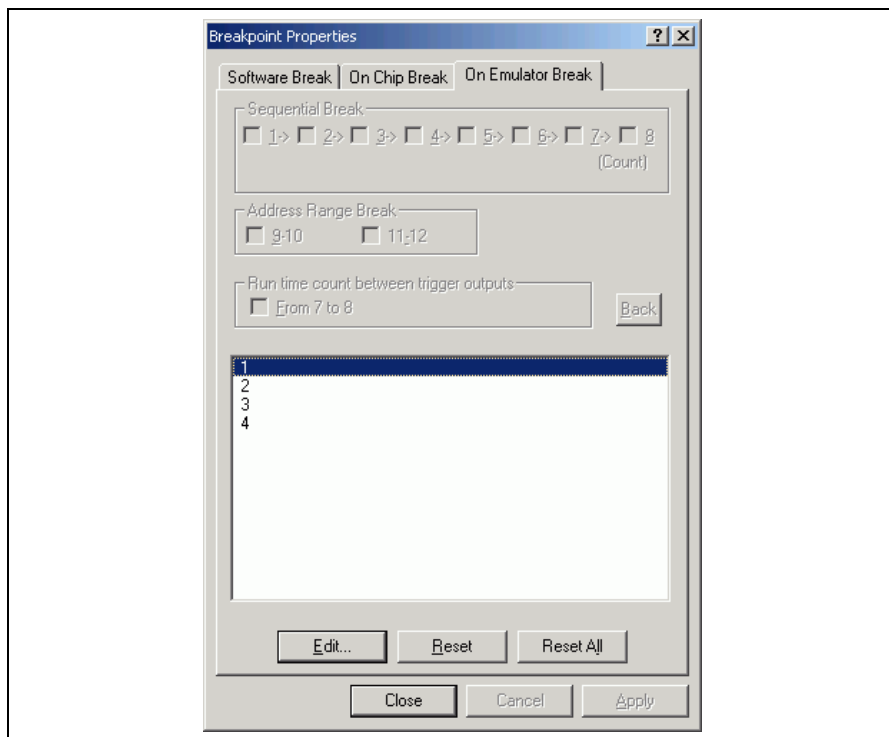 Breakpoint Properties
Software Break On Chip Break On Emulator Break
Sequential Break
1-> 2-> 3-> 4-> 5-> 6-> 7-> 8
(Count)
Address Range Break
9-10 11-12
Run time count between trigger outputs
From 7 to 8
Back
1
2
3
4
Edit... Reset Reset All
Close Cancel Apply